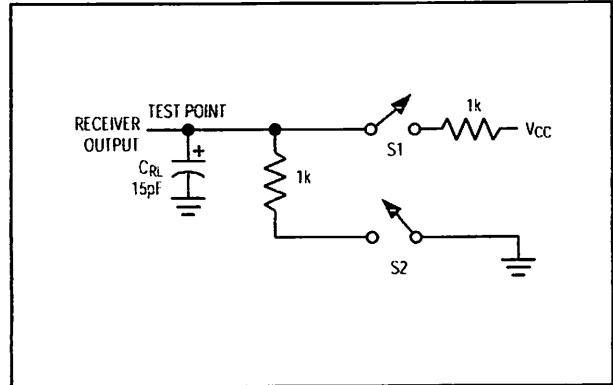 TEST POINT
RECEIVER
OUTPUT
CRL
15pF
+
1k
S1
1k
VCC
S2